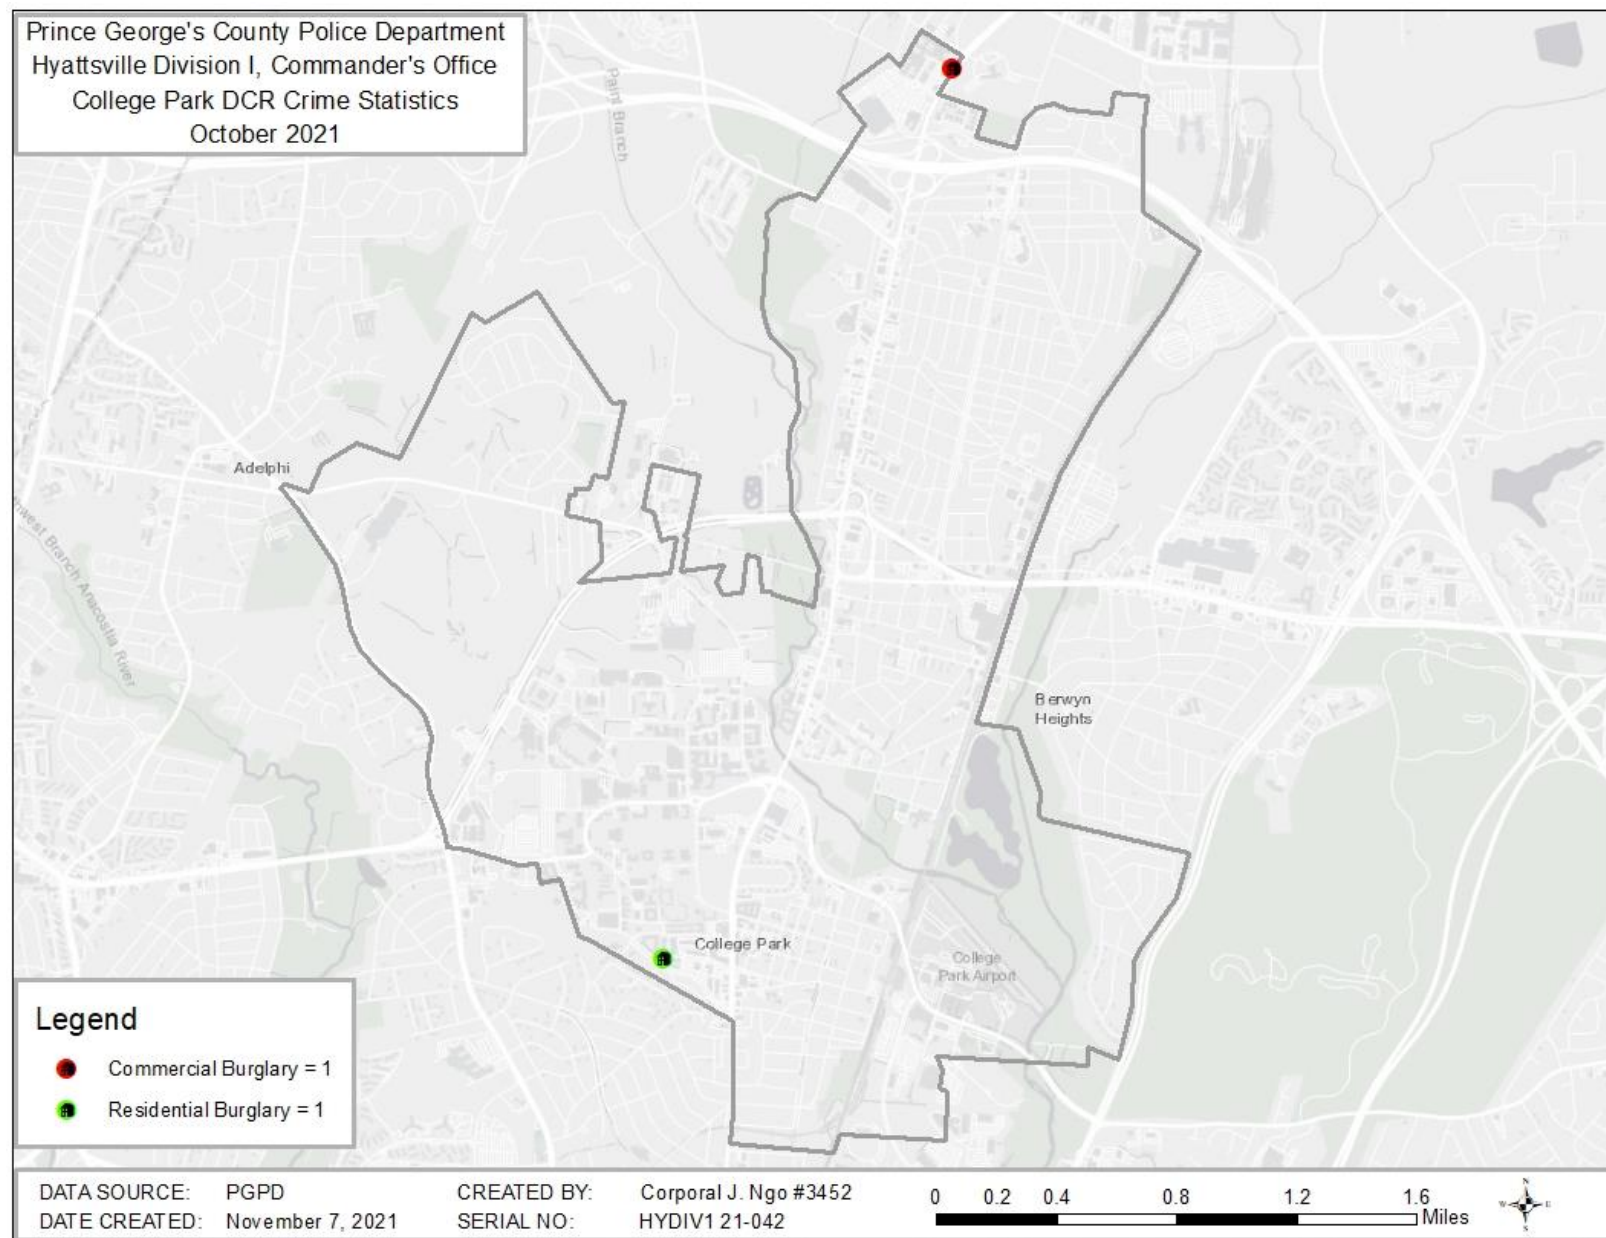 Prince George's County Police Department
Hyattsville Division I, Commander's Office
College Park DCR Crime Statistics
October 2021
Paint Branch
Adelphi
Branch Anacostia River
Berwyn
Heights
College Park
College
Park Airport
Legend
Commercial Burglary = 1
Residential Burglary = 1
DATA SOURCE: PGPD
DATE CREATED: November 7, 2021
CREATED BY: Corporal J. Ngo #3452
SERIAL NO: HYDIV1 21-042
0 0.2 0.4 0.8 1.2 1.6
Miles
N
W E
S